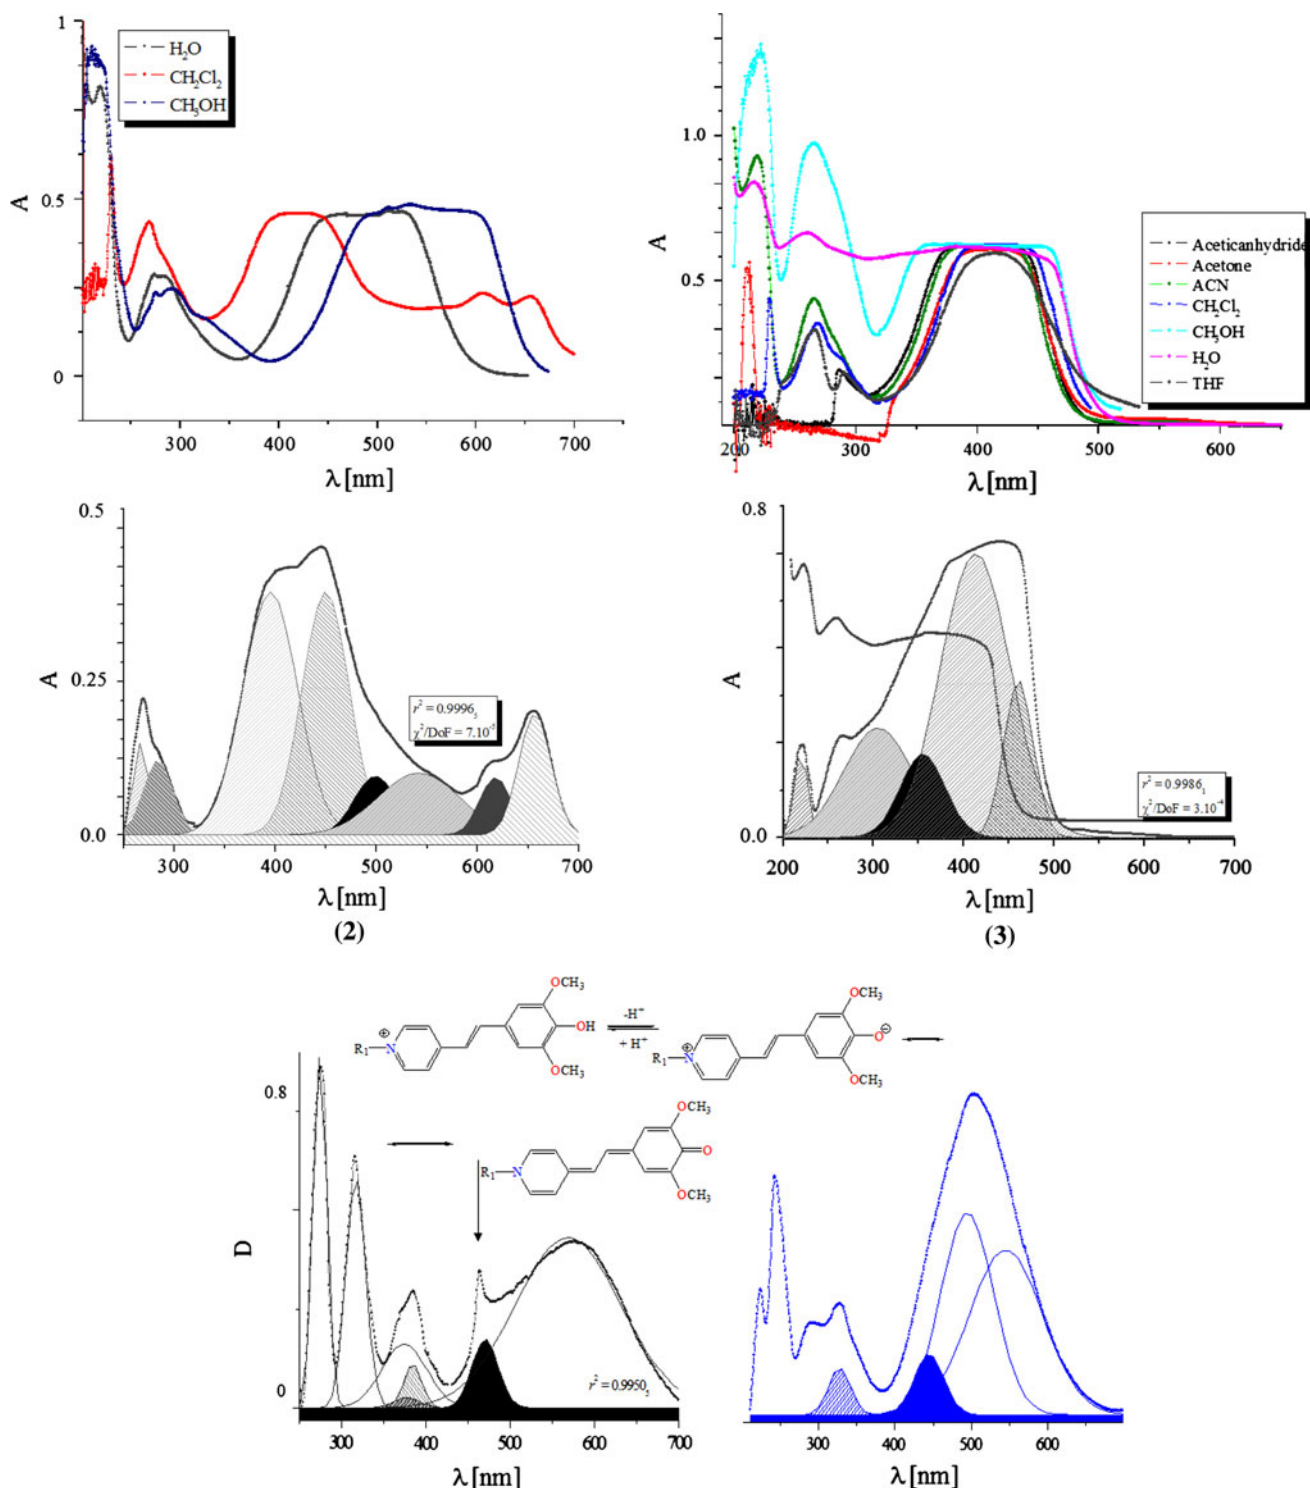 1
0.5
0
A
H₂O
CH₂Cl₂
CH₃OH
300 400 500 600 700
λ [nm]
1.0
0.5
A
Aceticanhydride
Acetone
ACN
CH₂Cl₂
CH₃OH
H₂O
THF
200 300 400 500 600
λ [nm]
0.5
0.25
0.0
A
r² = 0.9996₅
χ²/DoF = 7.10⁻⁵
300 400 500 600 700
λ [nm]
(2)
0.8
0.0
A
r² = 0.9986₁
χ²/DoF = 3.10⁻⁴
200 300 400 500 600 700
λ [nm]
(3)
OCH₃
⊕
N
R₁
OH
OCH₃
-H⁺
+ H⁺
OCH₃
⊕
N
R₁
O
⊖
OCH₃
OCH₃
R₁
N
O
OCH₃
0.8
0
D
r² = 0.9950₅
300 400 500 600 700
λ [nm]
300 400 500 600
λ [nm]